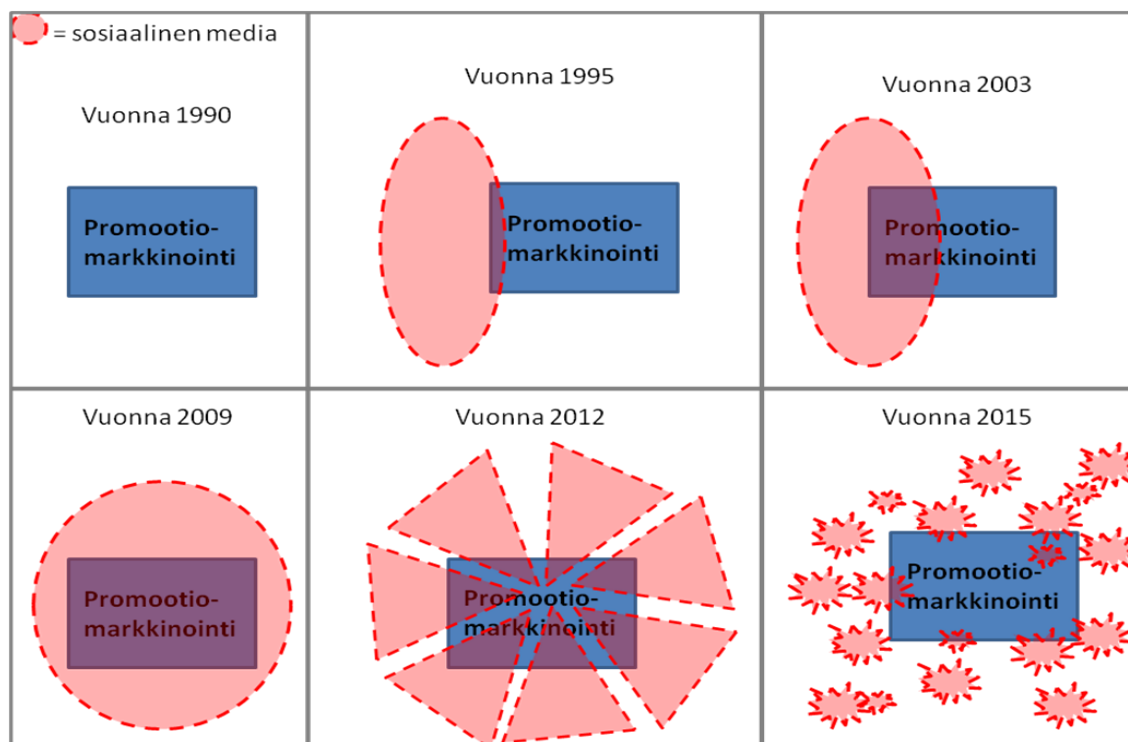 = sosiaalinen media
Vuonna 1990
Promootio-
markkinointi
Vuonna 1995
Promootio-
markkinointi
Vuonna 2003
Promootio-
markkinointi
Vuonna 2009
Promootio-
markkinointi
Vuonna 2012
Promootio-
markkinointi
Vuonna 2015
Promootio-
markkinointi